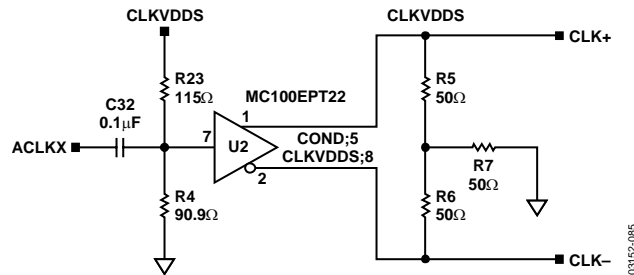 CLKVDDS
CLKVDDS
CLK+
R23
115Ω
MC100EPT22
R5
50Ω
C32
0.1μF
1
ACLKX
7
U2
COND;5
CLKVDDS;8
2
R7
50Ω
R4
90.9Ω
R6
50Ω
CLK–
03152-085